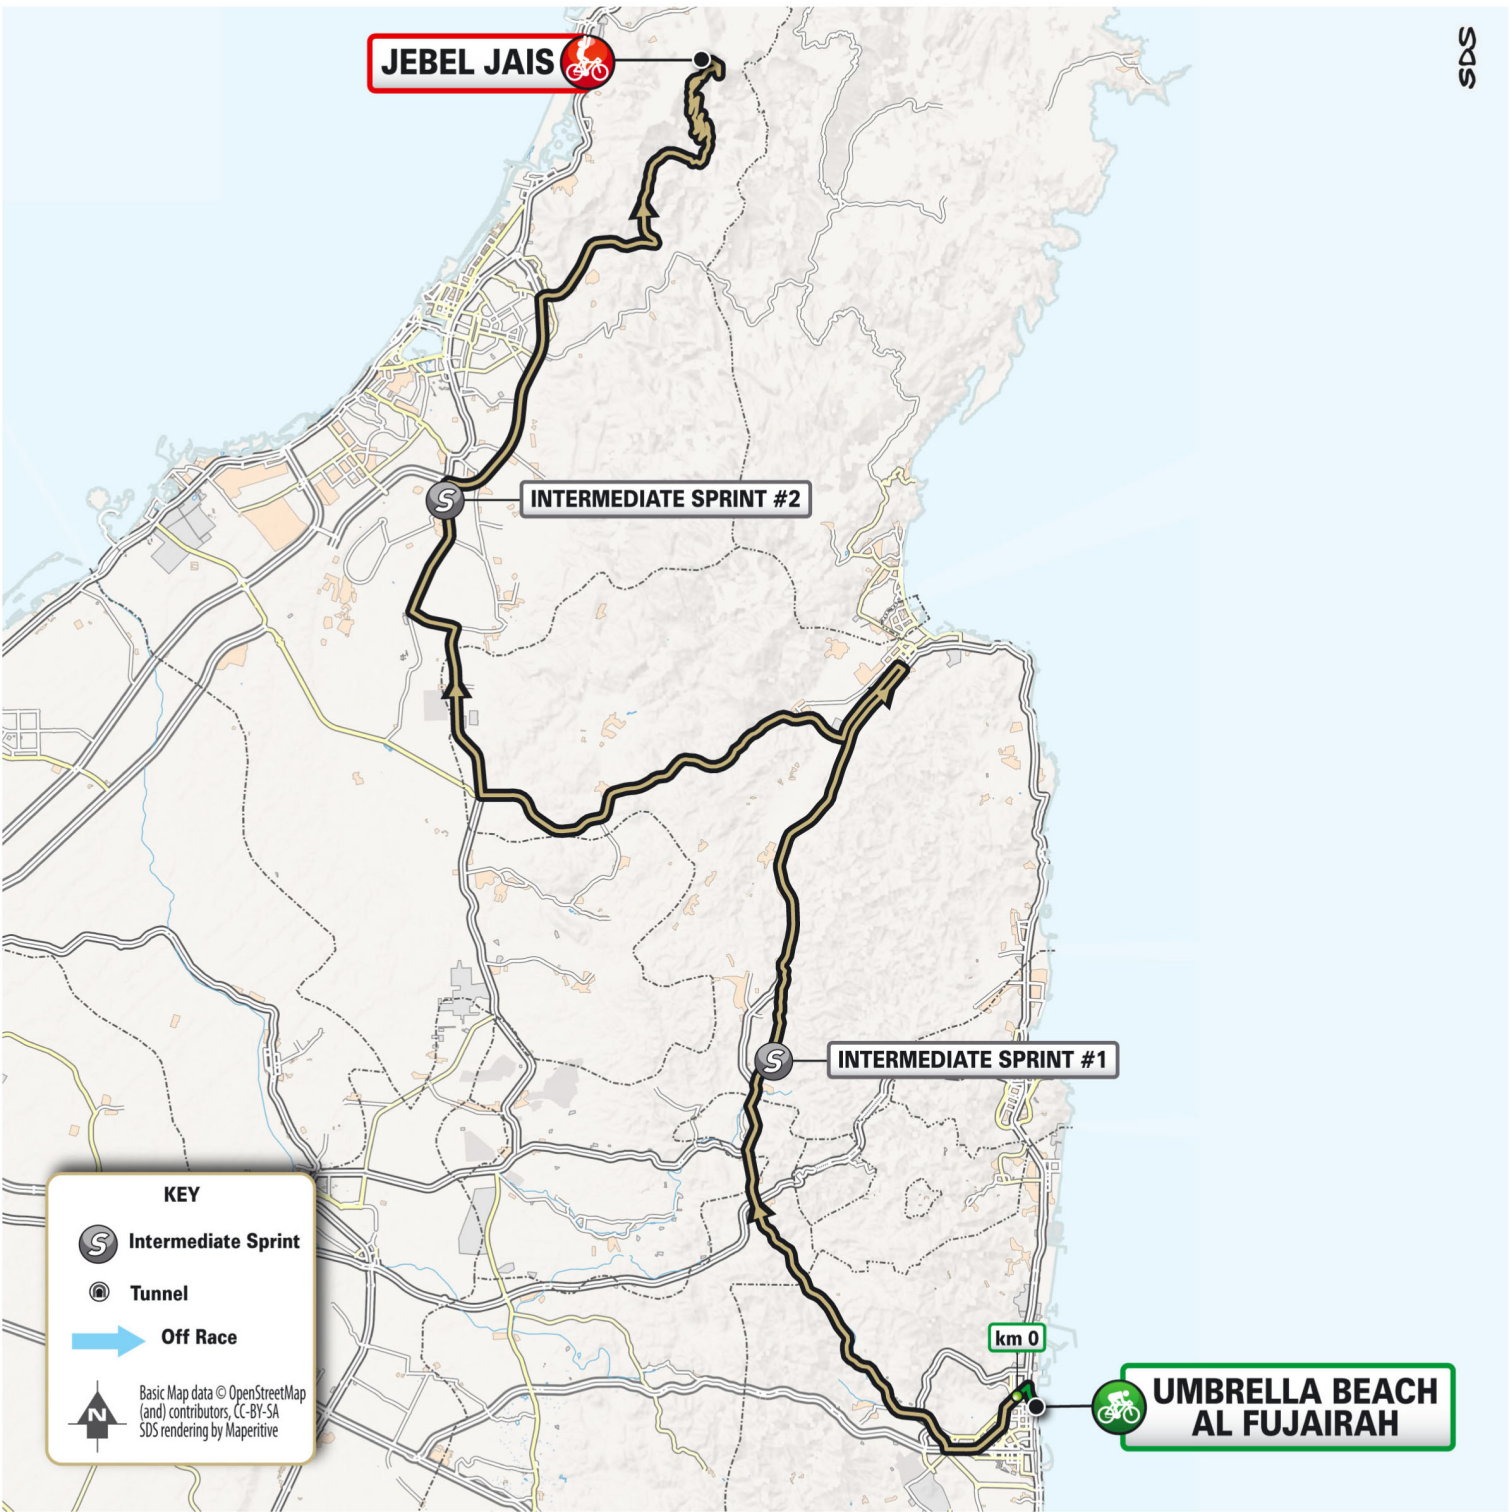 SDS
JEBEL JAIS
S
INTERMEDIATE SPRINT #2
S
INTERMEDIATE SPRINT #1
KEY
S
Intermediate Sprint
Tunnel
Off Race
N
Basic Map data © OpenStreetMap
(and) contributors, CC-BY-SA
SDS rendering by Maperitive
km 0
UMBRELLA BEACH
AL FUJAIRAH